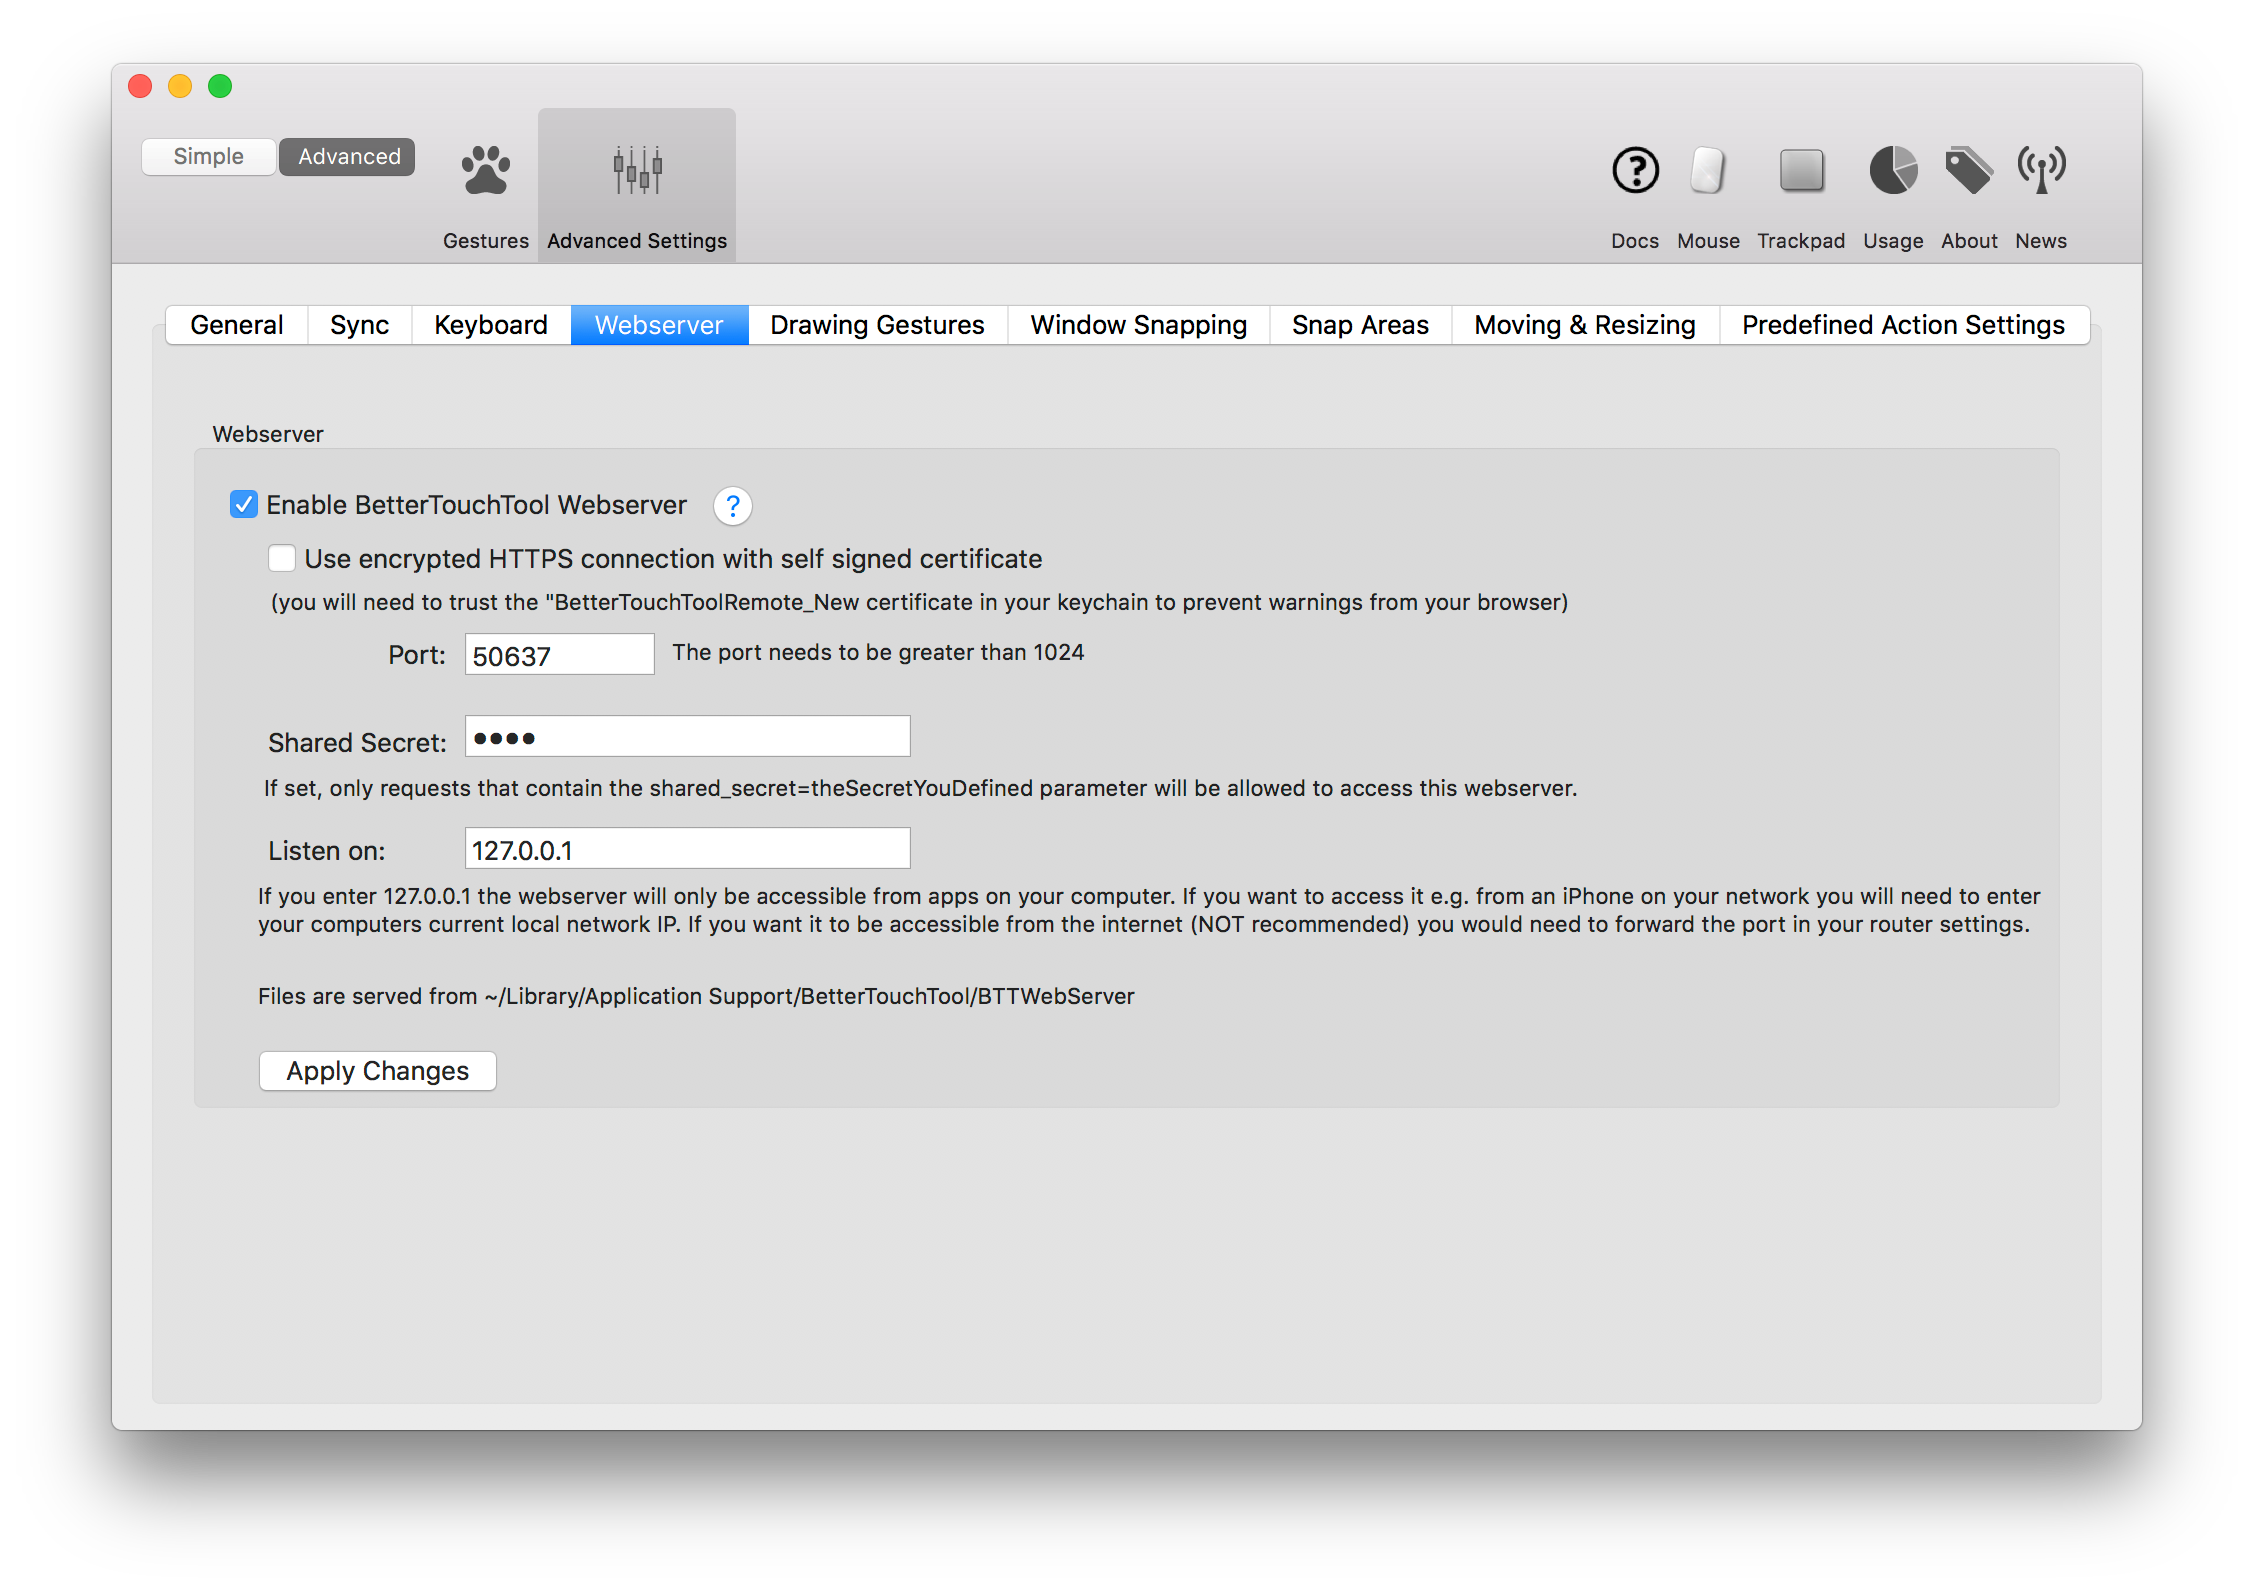 Simple
Advanced
Gestures
Advanced Settings
Docs
Mouse
Trackpad
Usage
About
News
General
Sync
Keyboard
Webserver
Drawing Gestures
Window Snapping
Snap Areas
Moving & Resizing
Predefined Action Settings
Webserver
Enable BetterTouchTool Webserver
?
Use encrypted HTTPS connection with self signed certificate
(you will need to trust the "BetterTouchToolRemote_New certificate in your keychain to prevent warnings from your browser)
Port: 50637 The port needs to be greater than 1024
Shared Secret: ●●●●
If set, only requests that contain the shared_secret=theSecretYouDefined parameter will be allowed to access this webserver.
Listen on: 127.0.0.1
If you enter 127.0.0.1 the webserver will only be accessible from apps on your computer. If you want to access it e.g. from an iPhone on your network you will need to enter
your computers current local network IP. If you want it to be accessible from the internet (NOT recommended) you would need to forward the port in your router settings.
Files are served from ~/Library/Application Support/BetterTouchTool/BTTWebServer
Apply Changes